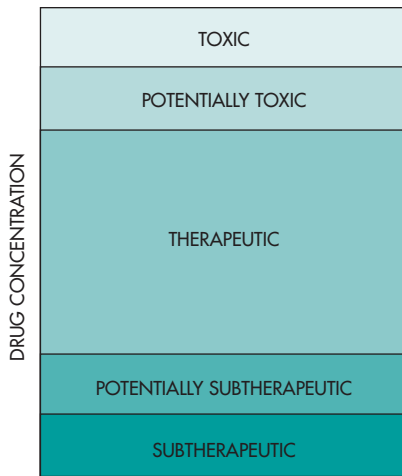 TOXIC
POTENTIALLY TOXIC
THERAPEUTIC
POTENTIALLY SUBTHERAPEUTIC
SUBTHERAPEUTIC
DRUG CONCENTRATION